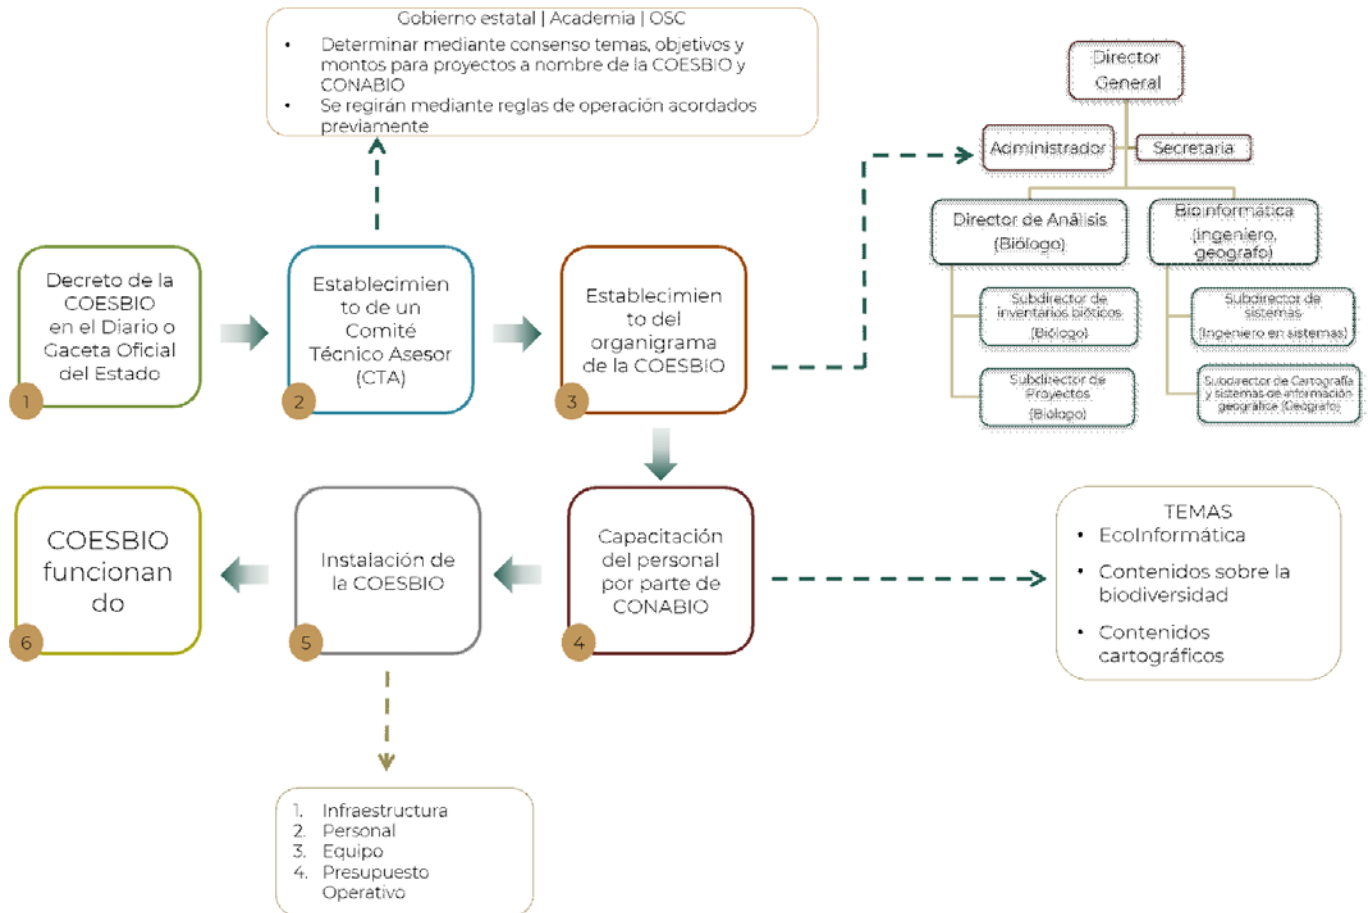 Gobierno estatal | Academia | OSC
• Determinar mediante consenso temas, objetivos y
montos para proyectos a nombre de la COESBIO y
CONABIO
• Se regirán mediante reglas de operación acordados
previamente
Director
General
Administrador
Secretaria
Director de Análisis
(Biólogo)
Bioinformática
(ingeniero,
geografo)
Subdirector de
inventarios bióticos
(Biólogo)
Subdirector de
sistemas
(Ingeniero en sistemas)
Subdirector de
Proyectos
(Biólogo)
Subdirector de Cartografía
y sistemas de información
geográfica (Geógrafo)
Decreto de la
COESBIO
en el Diario o
Gaceta Oficial
del Estado
1
Establecimien
to de un
Comité
Técnico Asesor
(CTA)
2
Establecimien
to del
organigrama
de la COESBIO
3
Capacitación
del personal
por parte de
CONABIO
4
Instalación de
la COESBIO
5
COESBIO
funcionan
do
6
TEMAS
• EcoInformática
• Contenidos sobre la
biodiversidad
• Contenidos
cartográficos
1. Infraestructura
2. Personal
3. Equipo
4. Presupuesto
Operativo